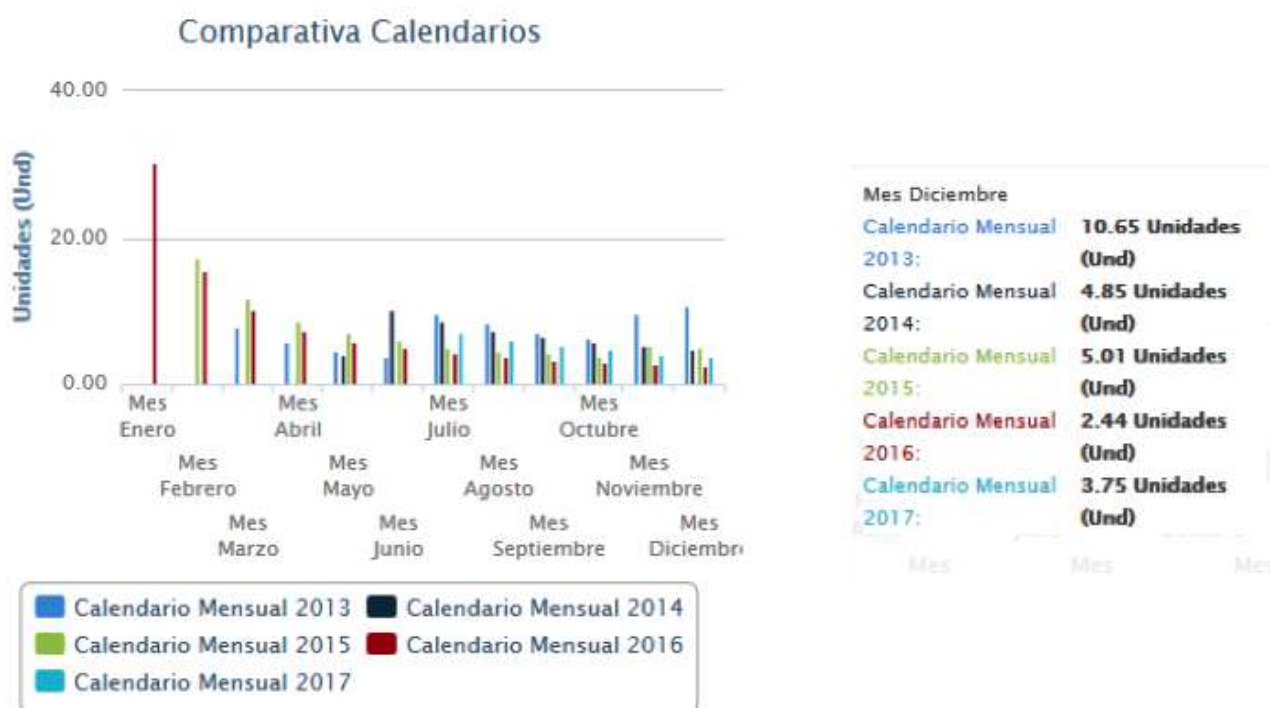 Comparativa Calendarios
40.00
20.00
0.00
Unidades (Und)
Mes
Enero
Mes
Abril
Mes
Julio
Mes
Octubre
Mes
Febrero
Mes
Mayo
Mes
Agosto
Mes
Noviembre
Mes
Marzo
Mes
Junio
Mes
Septiembre
Mes
Diciembr
Calendario Mensual 2013 Calendario Mensual 2014
Calendario Mensual 2015 Calendario Mensual 2016
Calendario Mensual 2017
Mes Diciembre
Calendario Mensual 10.65 Unidades
2013: (Und)
Calendario Mensual 4.85 Unidades
2014: (Und)
Calendario Mensual 5.01 Unidades
2015: (Und)
Calendario Mensual 2.44 Unidades
2016: (Und)
Calendario Mensual 3.75 Unidades
2017: (Und)
Mes Mes Mes